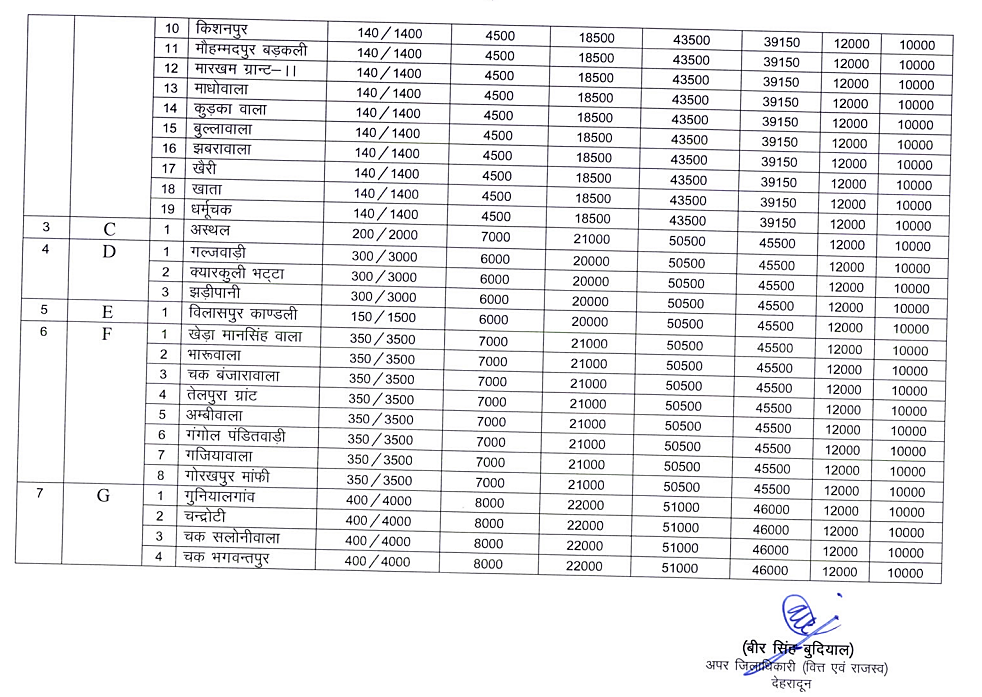 10 किशनपुर 140/1400 4500 18500 43500 39150 12000 10000
11 मौहम्मदपुर बड़कली 140/1400 4500 18500 43500 39150 12000 10000
12 मारखम ग्रान्ट–।। 140/1400 4500 18500 43500 39150 12000 10000
13 माधोवाला 140/1400 4500 18500 43500 39150 12000 10000
14 कुड़का वाला 140/1400 4500 18500 43500 39150 12000 10000
15 बुल्लावाला 140/1400 4500 18500 43500 39150 12000 10000
16 झबरावाला 140/1400 4500 18500 43500 39150 12000 10000
17 खैरी 140/1400 4500 18500 43500 39150 12000 10000
18 खाता 140/1400 4500 18500 43500 39150 12000 10000
19 धर्मूचक 140/1400 4500 18500 43500 39150 12000 10000
3 C 1 अस्थल 200/2000 7000 21000 50500 45500 12000 10000
4 D 1 गल्जवाड़ी 300/3000 6000 20000 50500 45500 12000 10000
2 क्यारकुली भट्टा 300/3000 6000 20000 50500 45500 12000 10000
3 झड़ीपानी 300/3000 6000 20000 50500 45500 12000 10000
5 E 1 विलासपुर काण्डली 150/1500 6000 20000 50500 45500 12000 10000
6 F 1 खेड़ा मानसिंह वाला 350/3500 7000 21000 50500 45500 12000 10000
2 भारूवाला 350/3500 7000 21000 50500 45500 12000 10000
3 चक बंजारावाला 350/3500 7000 21000 50500 45500 12000 10000
4 तेलपुरा ग्रांट 350/3500 7000 21000 50500 45500 12000 10000
5 अम्बीवाला 350/3500 7000 21000 50500 45500 12000 10000
6 गंगोल पंडितवाड़ी 350/3500 7000 21000 50500 45500 12000 10000
7 गजियावाला 350/3500 7000 21000 50500 45500 12000 10000
8 गोरखपुर मांफी 350/3500 7000 21000 50500 45500 12000 10000
7 G 1 गुनियालगांव 400/4000 8000 22000 51000 46000 12000 10000
2 चन्द्रोटी 400/4000 8000 22000 51000 46000 12000 10000
3 चक सलोनीवाला 400/4000 8000 22000 51000 46000 12000 10000
4 चक भगवन्तपुर 400/4000 8000 22000 51000 46000 12000 10000
(बीर सिंह बुदियाल)
अपर जिलाधिकारी (वित्त एवं राजस्व)
देहरादून